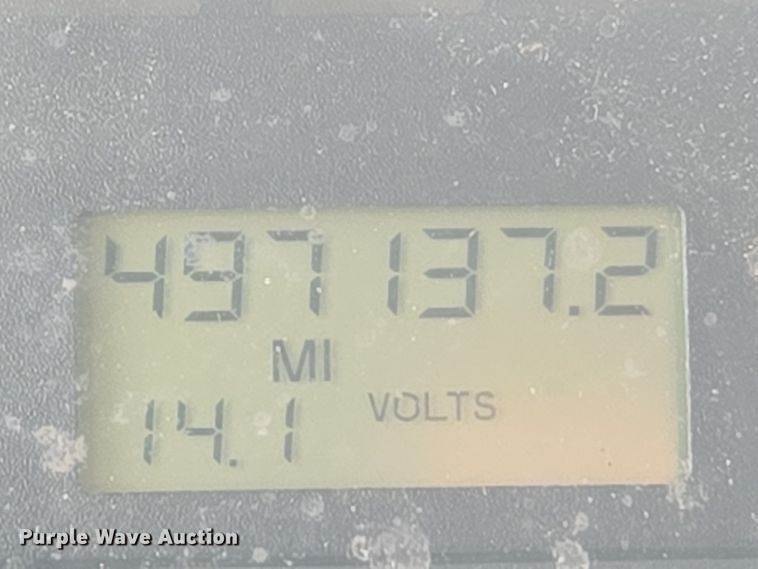 497137.2
MI
14.1 VOLTS
Purple Wave Auction